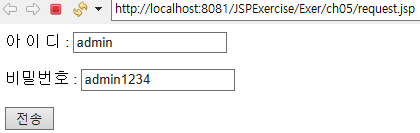 http://localhost:8081/JSPExercise/Exer/ch05/request.jsp
아 이 디 : admin
비밀번호 : admin1234
전송